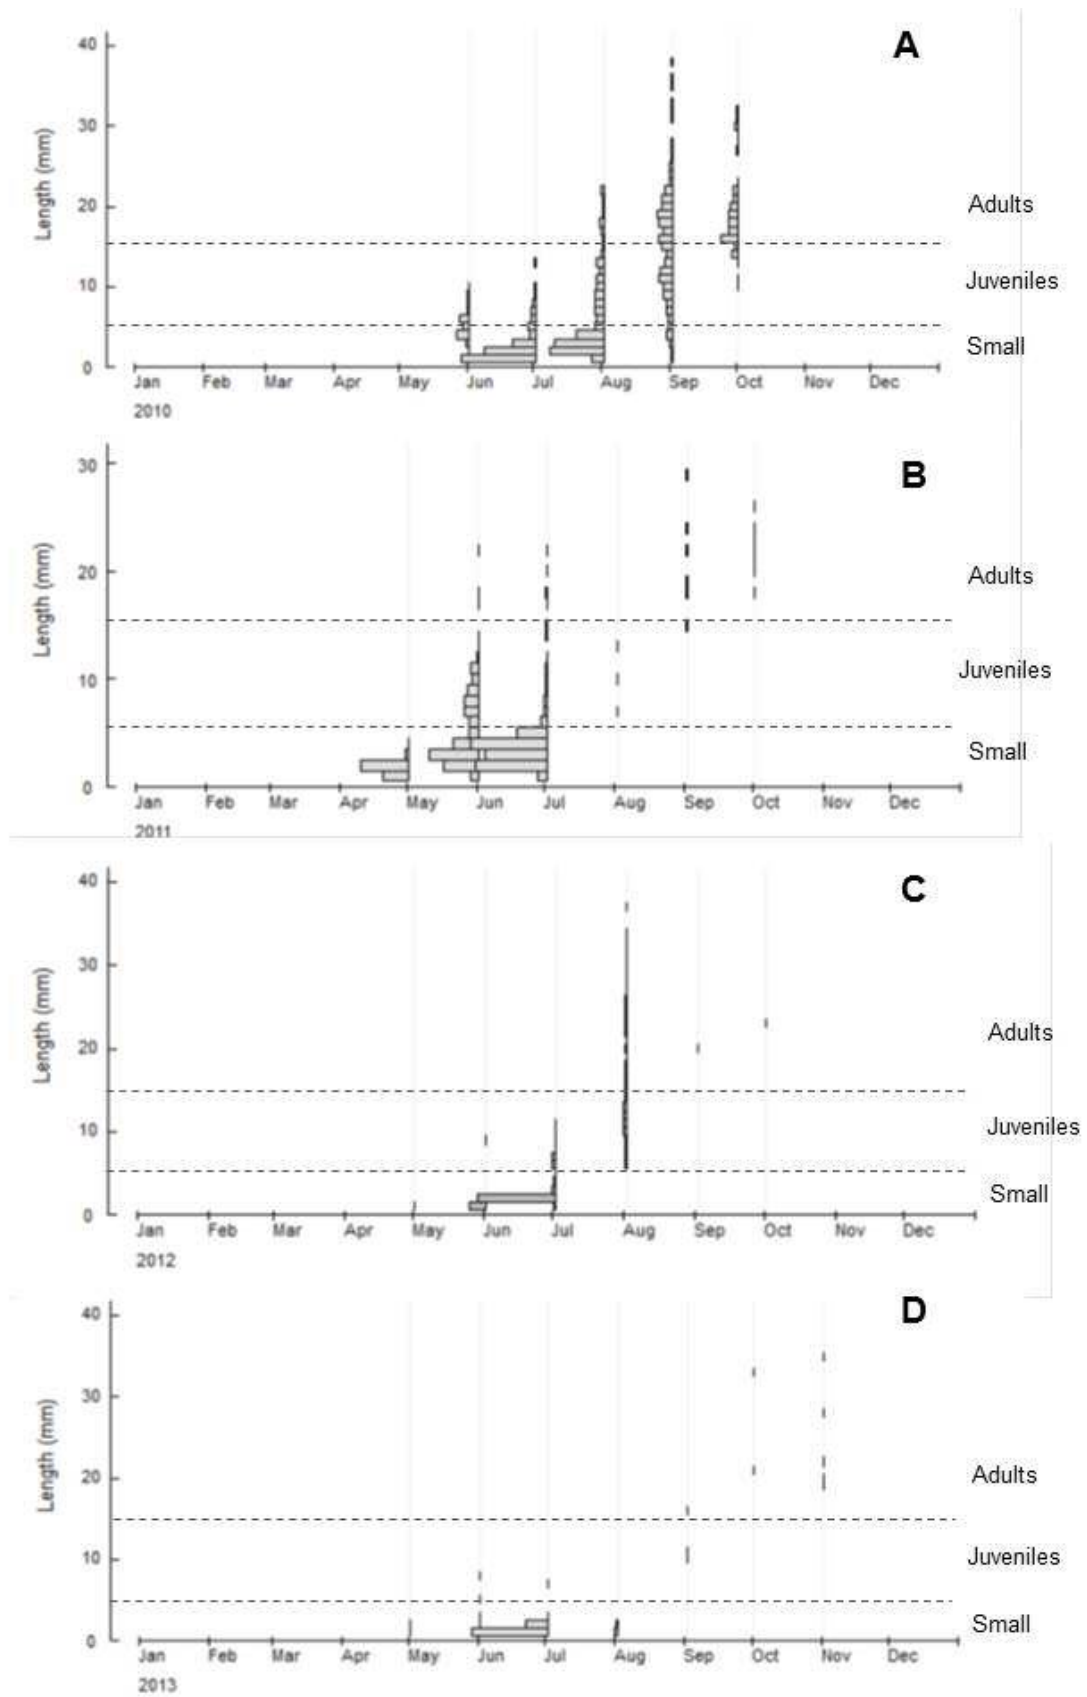 A
40
30
20
10
0
Length (mm)
Adults
Juveniles
Small
Jan Feb Mar Apr May Jun Jul Aug Sep Oct Nov Dec
2010
B
30
20
10
0
Length (mm)
Adults
Juveniles
Small
Jan Feb Mar Apr May Jun Jul Aug Sep Oct Nov Dec
2011
C
40
30
20
10
0
Length (mm)
Adults
Juveniles
Small
Jan Feb Mar Apr May Jun Jul Aug Sep Oct Nov Dec
2012
D
40
30
20
10
0
Length (mm)
Adults
Juveniles
Small
Jan Feb Mar Apr May Jun Jul Aug Sep Oct Nov Dec
2013